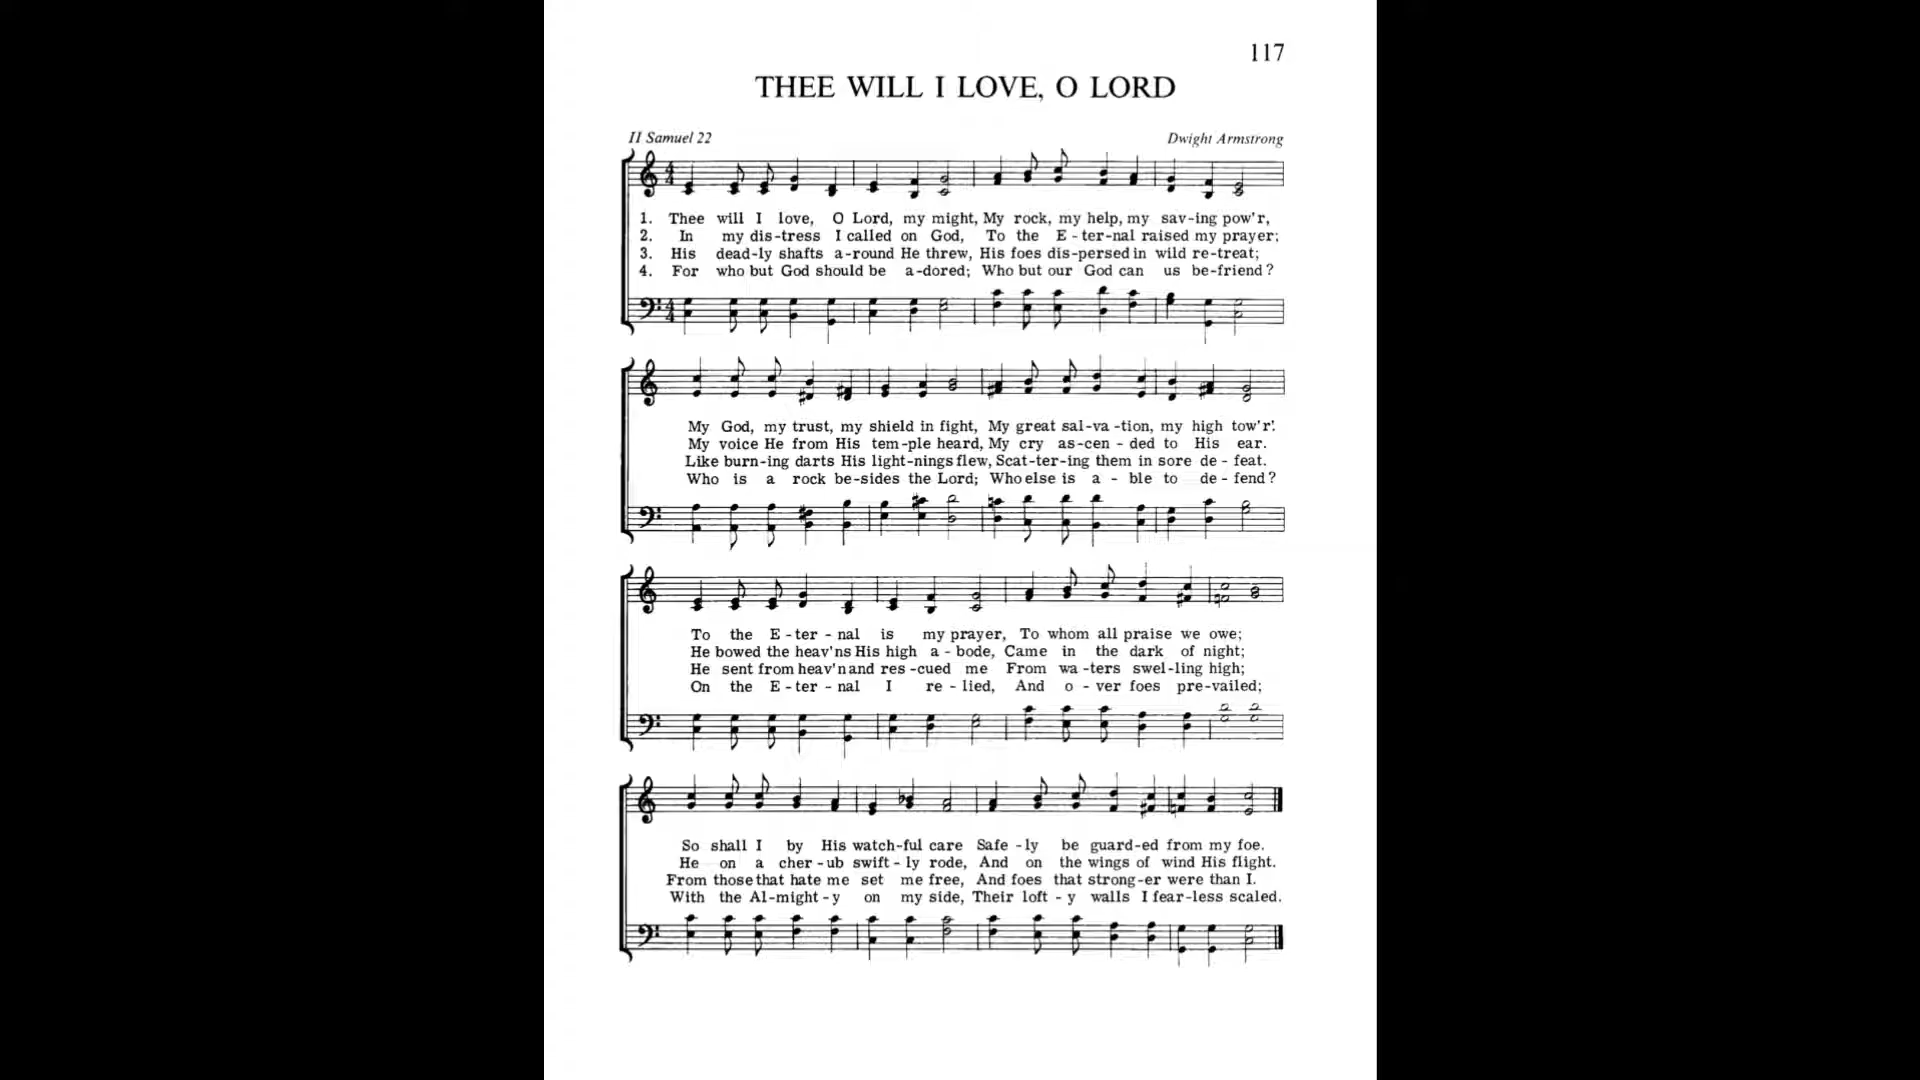 117
THEE WILL I LOVE, O LORD
II Samuel 22 Dwight Armstrong
1. Thee will I love, O Lord, my might, My rock, my help, my sav-ing pow'r,
2. In my dis-tress I called on God, To the E-ter-nal raised my prayer;
3. His dead-ly shafts a-round He threw, His foes dis-persed in wild re-treat;
4. For who but God should be a-dored; Who but our God can us be-friend?
My God, my trust, my shield in fight, My great sal-va-tion, my high tow'r.
My voice He from His tem-ple heard, My cry as-cen-ded to His ear.
Like burn-ing darts His light-nings flew, Scat-ter-ing them in sore de-feat.
Who is a rock be-sides the Lord; Who else is a-ble to de-fend?
To the E-ter-nal is my prayer, To whom all praise we owe;
He bowed the heav'ns His high a-bode, Came in the dark of night;
He sent from heav'n and res-cued me From wa-ters swel-ling high;
On the E-ter-nal I re-lied, And o-ver foes pre-vailed;
So shall I by His watch-ful care Safe-ly be guard-ed from my foe.
He on a cher-ub swift-ly rode, And on the wings of wind His flight.
From those that hate me set me free, And foes that strong-er were than I.
With the Al-might-y on my side, Their loft-y walls I fear-less scaled.